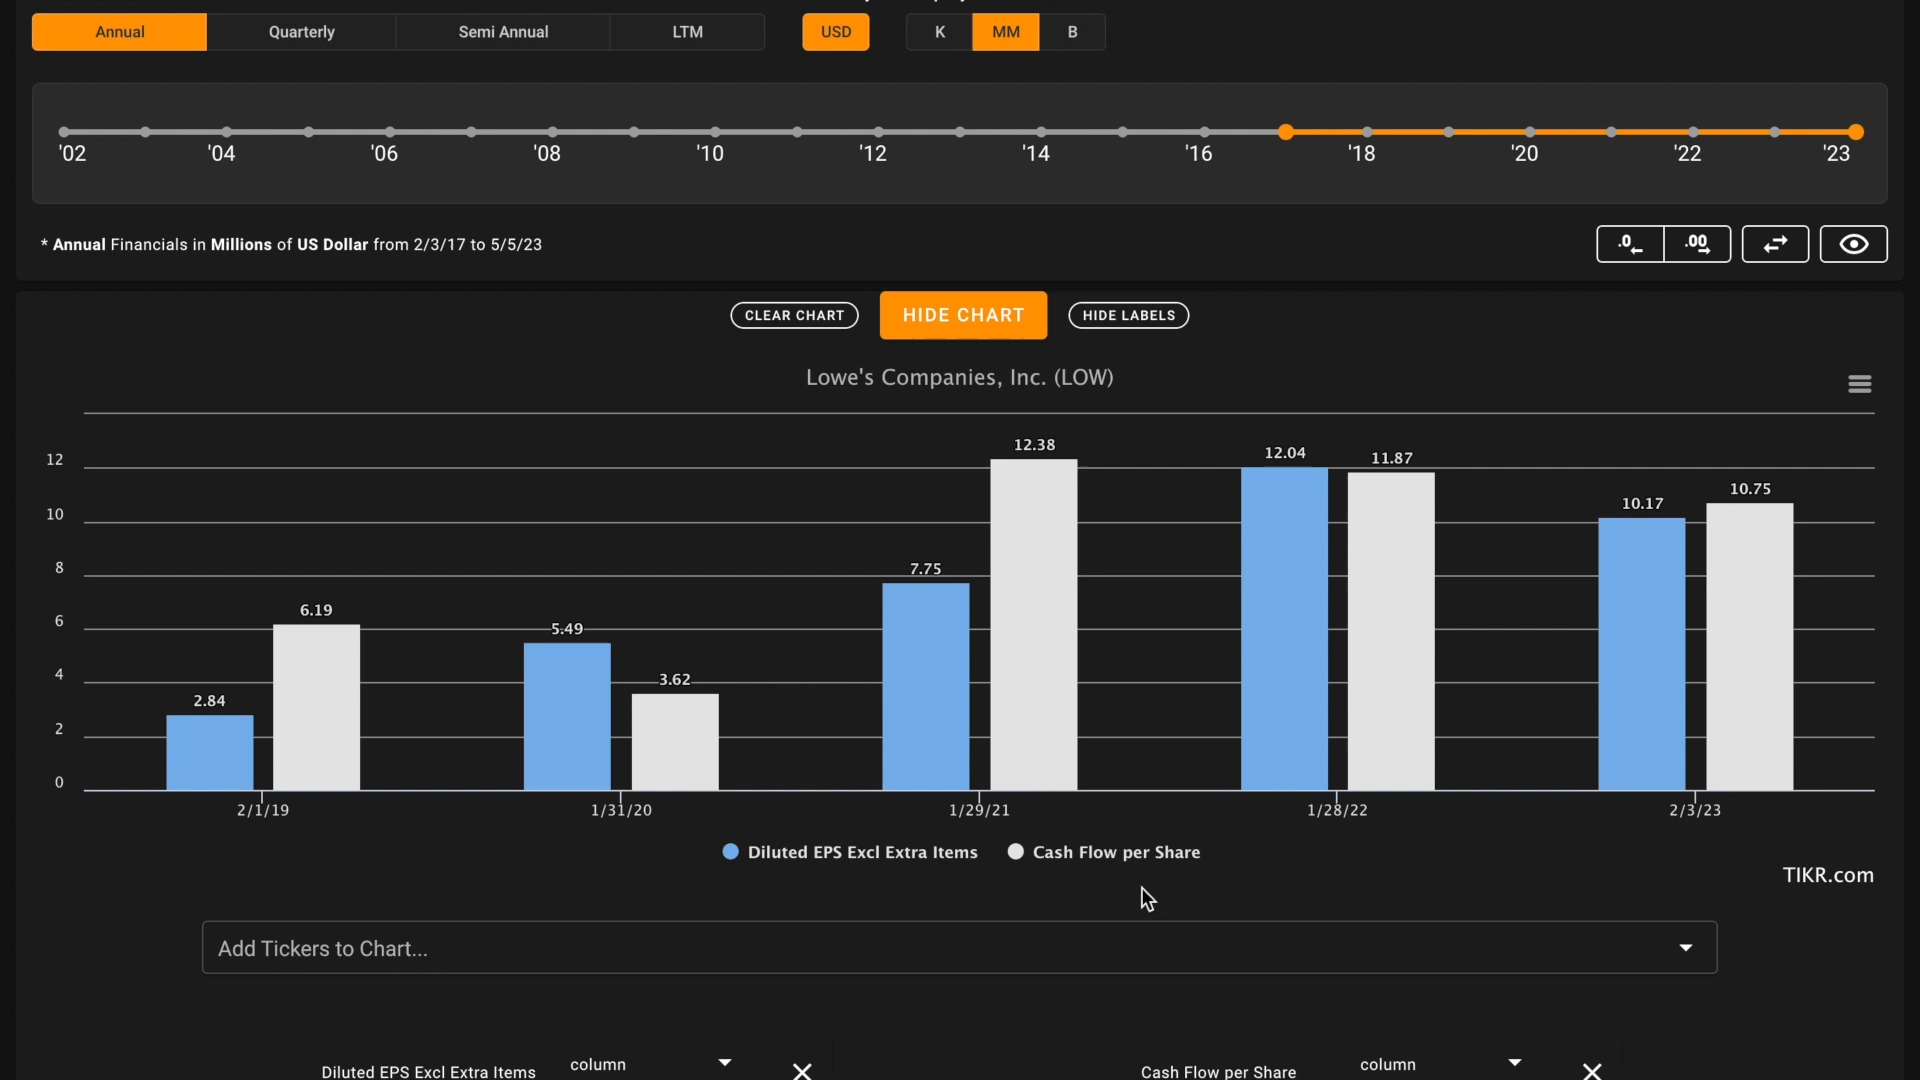 Annual Quarterly Semi Annual LTM USD K MM B
'02 '04 '06 '08 '10 '12 '14 '16 '18 '20 '22 '23
* Annual Financials in Millions of US Dollar from 2/3/17 to 5/5/23
.0 .00
CLEAR CHART HIDE CHART HIDE LABELS
Lowe's Companies, Inc. (LOW)
12.38
12.04
11.87
12
10.75
10.17
10
7.75
8
6.19
5.49
6
3.62
4
2.84
2
0
2/1/19 1/31/20 1/29/21 1/28/22 2/3/23
Diluted EPS Excl Extra Items Cash Flow per Share
TIKR.com
Add Tickers to Chart...
Diluted EPS Excl Extra Items column Cash Flow per Share column